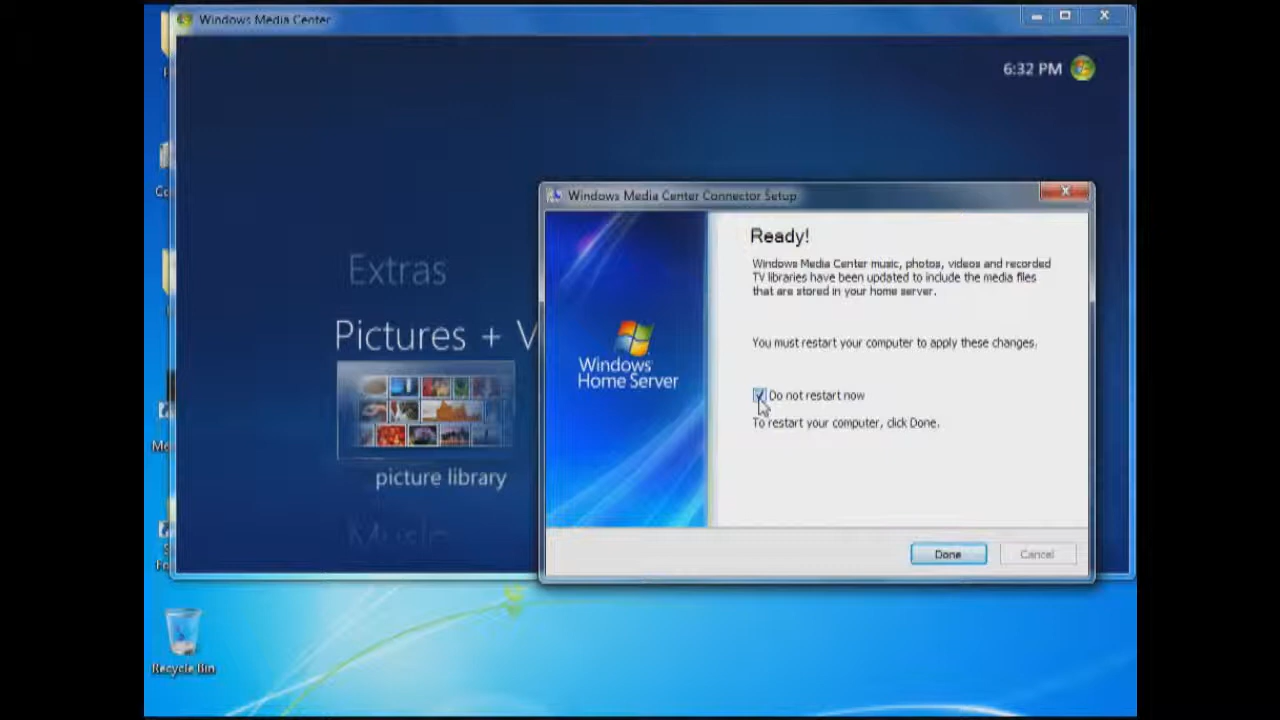 Windows Media Center
6:32 PM
Extras
Pictures + V
picture library
Windows Media Center Connector Setup
Ready!
Windows Media Center music, photos, videos and recorded
TV libraries have been updated to include the media files
that are stored in your home server.
You must restart your computer to apply these changes.
Do not restart now
To restart your computer, click Done.
Windows
Home Server
Done
Cancel
Music
Recycle Bin